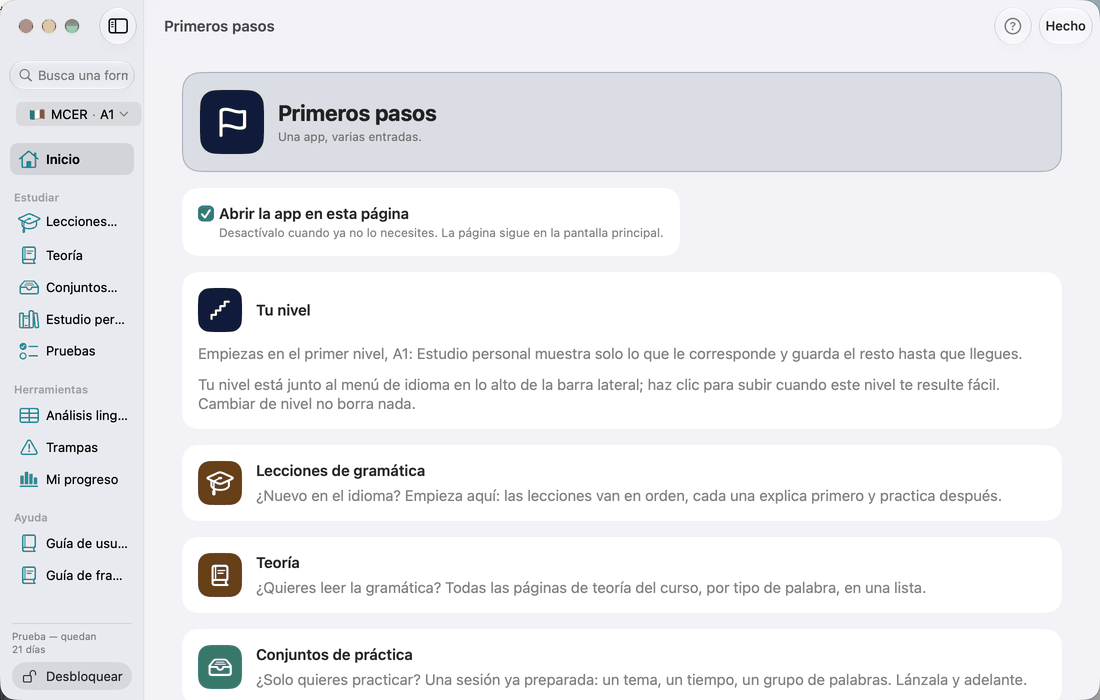 Primeros pasos
Hecho
Busca una forn
MCER · A1
Inicio
Estudiar
Lecciones...
Teoría
Conjuntos...
Estudio per...
Pruebas
Herramientas
Análisis ling...
Trampas
Mi progreso
Ayuda
Guía de usu...
Guía de fra...
Prueba — quedan
21 días
Desbloquear
Primeros pasos
Una app, varias entradas.
Abrir la app en esta página
Desactívalo cuando ya no lo necesites. La página sigue en la pantalla principal.
Tu nivel
Empiezas en el primer nivel, A1: Estudio personal muestra solo lo que le corresponde y guarda el resto hasta que llegues.
Tu nivel está junto al menú de idioma en lo alto de la barra lateral; haz clic para subir cuando este nivel te resulte fácil.
Cambiar de nivel no borra nada.
Lecciones de gramática
¿Nuevo en el idioma? Empieza aquí: las lecciones van en orden, cada una explica primero y practica después.
Teoría
¿Quieres leer la gramática? Todas las páginas de teoría del curso, por tipo de palabra, en una lista.
Conjuntos de práctica
¿Solo quieres practicar? Una sesión ya preparada: un tema, un tiempo, un grupo de palabras. Lánzala y adelante.